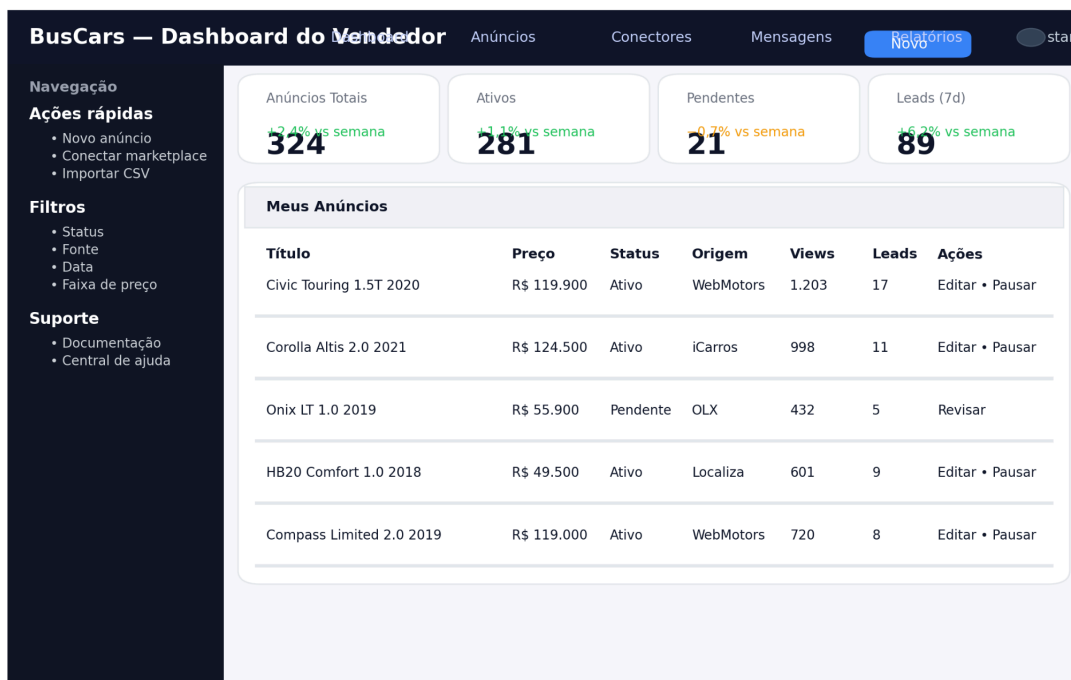 BusCars — Dashboard do Vendedor Dashboard Anúncios Conectores Mensagens Relatórios star
Novo
Navegação
Ações rápidas
• Novo anúncio
• Conectar marketplace
• Importar CSV
Filtros
• Status
• Fonte
• Data
• Faixa de preço
Suporte
• Documentação
• Central de ajuda
Anúncios Totais
+2,4% vs semana
324
Ativos
+1,1% vs semana
281
Pendentes
−0,7% vs semana
21
Leads (7d)
+6,2% vs semana
89
Meus Anúncios
Título Preço Status Origem Views Leads Ações
Civic Touring 1.5T 2020 R$ 119.900 Ativo WebMotors 1.203 17 Editar • Pausar
Corolla Altis 2.0 2021 R$ 124.500 Ativo iCarros 998 11 Editar • Pausar
Onix LT 1.0 2019 R$ 55.900 Pendente OLX 432 5 Revisar
HB20 Comfort 1.0 2018 R$ 49.500 Ativo Localiza 601 9 Editar • Pausar
Compass Limited 2.0 2019 R$ 119.000 Ativo WebMotors 720 8 Editar • Pausar